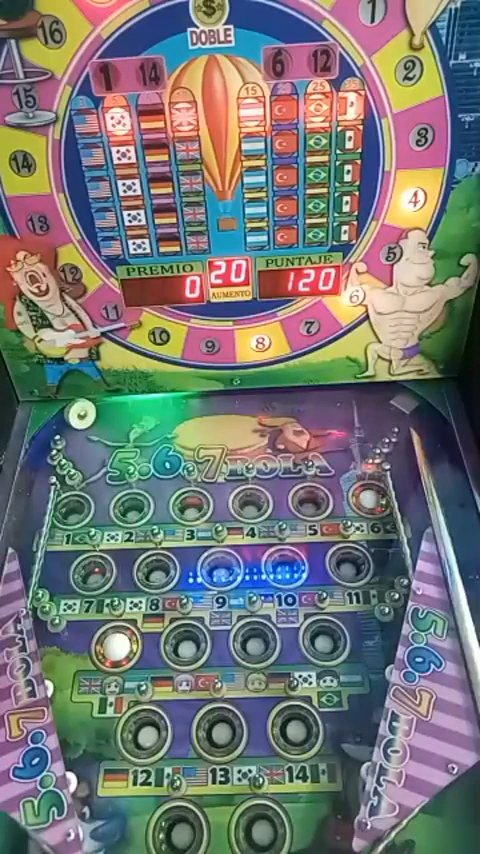 $
DOBLE
16 1
1 14 6 12
2
15 15 25
3
14
4
13
5
12
PREMIO 20 PUNTAJE
0 AUMENTO 120
6
11
10 9 8 7
5.6.7 BOLA
1 2 3 4 5 6
7 8 9 10 11
12 13 14
5.6.7 BOLA
5.6.7 BOLA